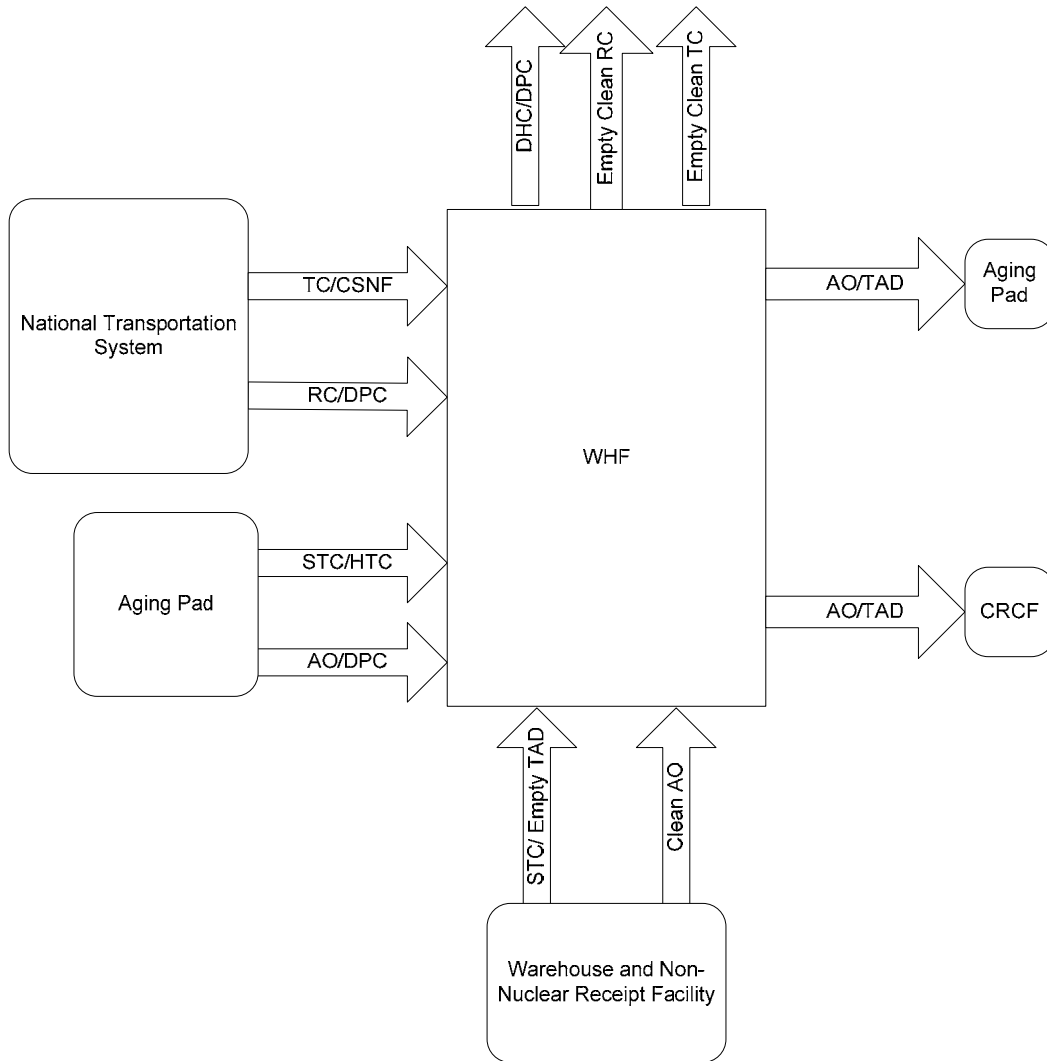 DHC/DPC
Empty Clean RC
Empty Clean TC
National Transportation
System
TC/CSNF
RC/DPC
WHF
AO/TAD
Aging
Pad
Aging Pad
STC/HTC
AO/DPC
AO/TAD
CRCF
STC/ Empty TAD
Clean AO
Warehouse and Non-
Nuclear Receipt Facility